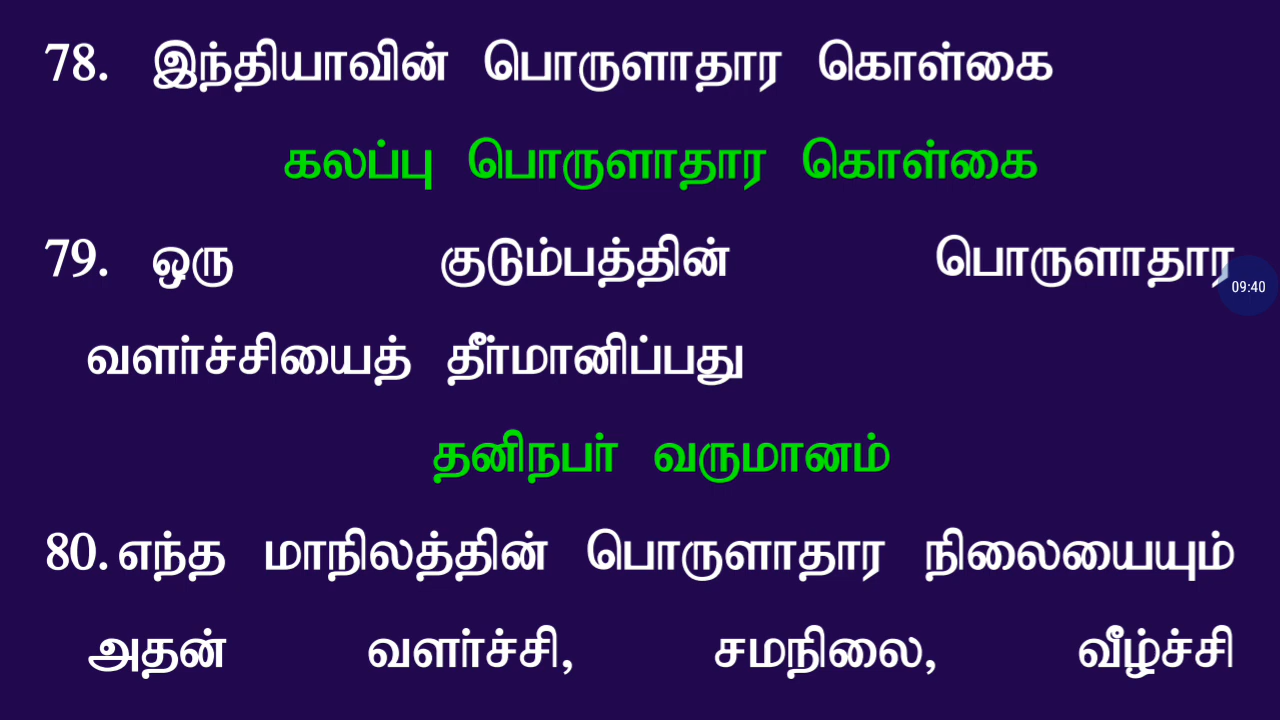 78. இந்தியாவின் பொருளாதார கொள்கை
கலப்பு பொருளாதார கொள்கை
79. ஒரு குடும்பத்தின் பொருளாதார
09:40
வளர்ச்சியைத் தீர்மானிப்பது
தனிநபர் வருமானம்
80. எந்த மாநிலத்தின் பொருளாதார நிலையையும்
அதன் வளர்ச்சி, சமநிலை, வீழ்ச்சி